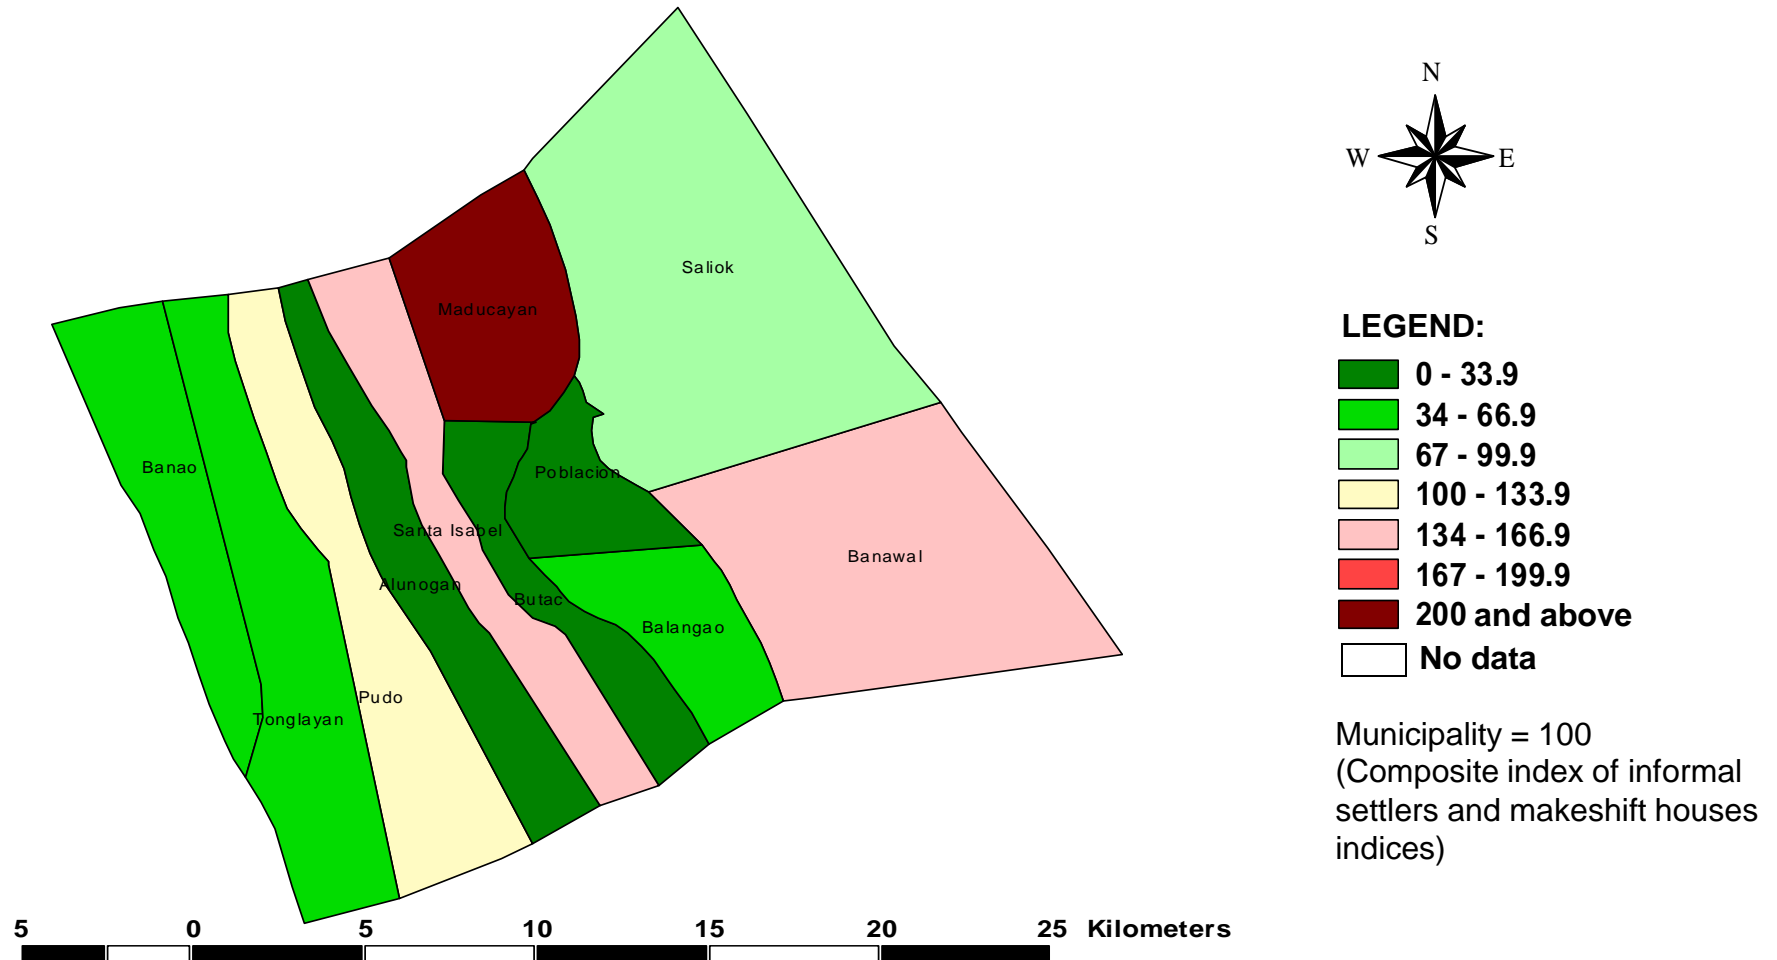 N
W
E
S
Saliok
Maducayan
Banao
Poblacion
Santa Isabel
Banawal
Alunogan
Butac
Balangao
Pudo
Tonglayan
LEGEND:
0 - 33.9
34 - 66.9
67 - 99.9
100 - 133.9
134 - 166.9
167 - 199.9
200 and above
No data
Municipality = 100
(Composite index of informal
settlers and makeshift houses
indices)
5 0 5 10 15 20 25 Kilometers